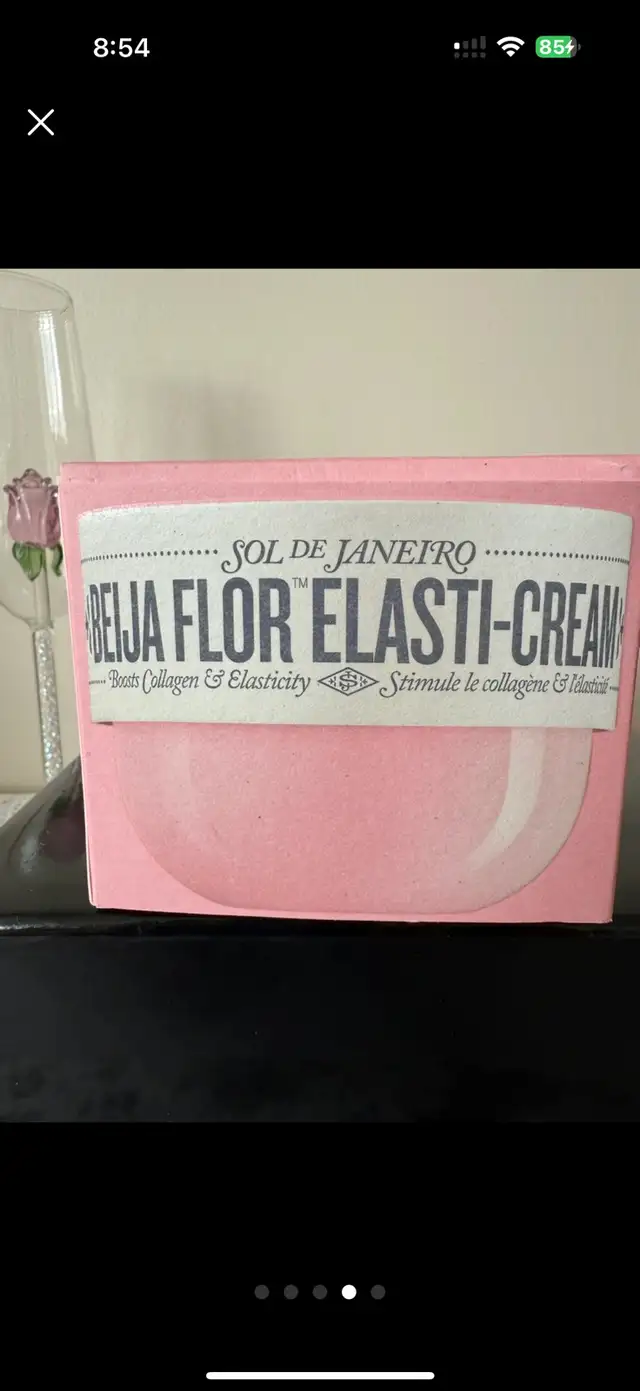 8:54
85
SOL DE JANEIRO
BEIJA FLOR™ ELASTI-CREAM
Boosts Collagen & Elasticity Stimule le collagène & l'élasticité